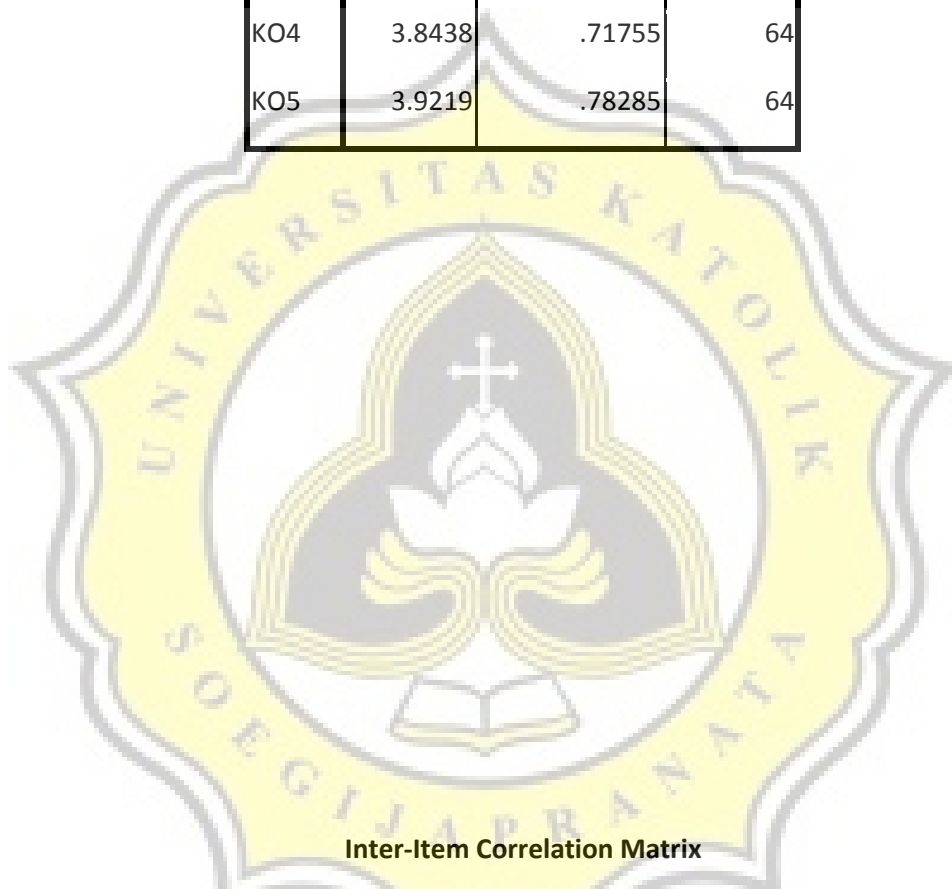 KO4 3.8438 .71755 64
KO5 3.9219 .78285 64
UNIVERSITAS KATOLIK
SOEGIJAPRANATA
Inter-Item Correlation Matrix